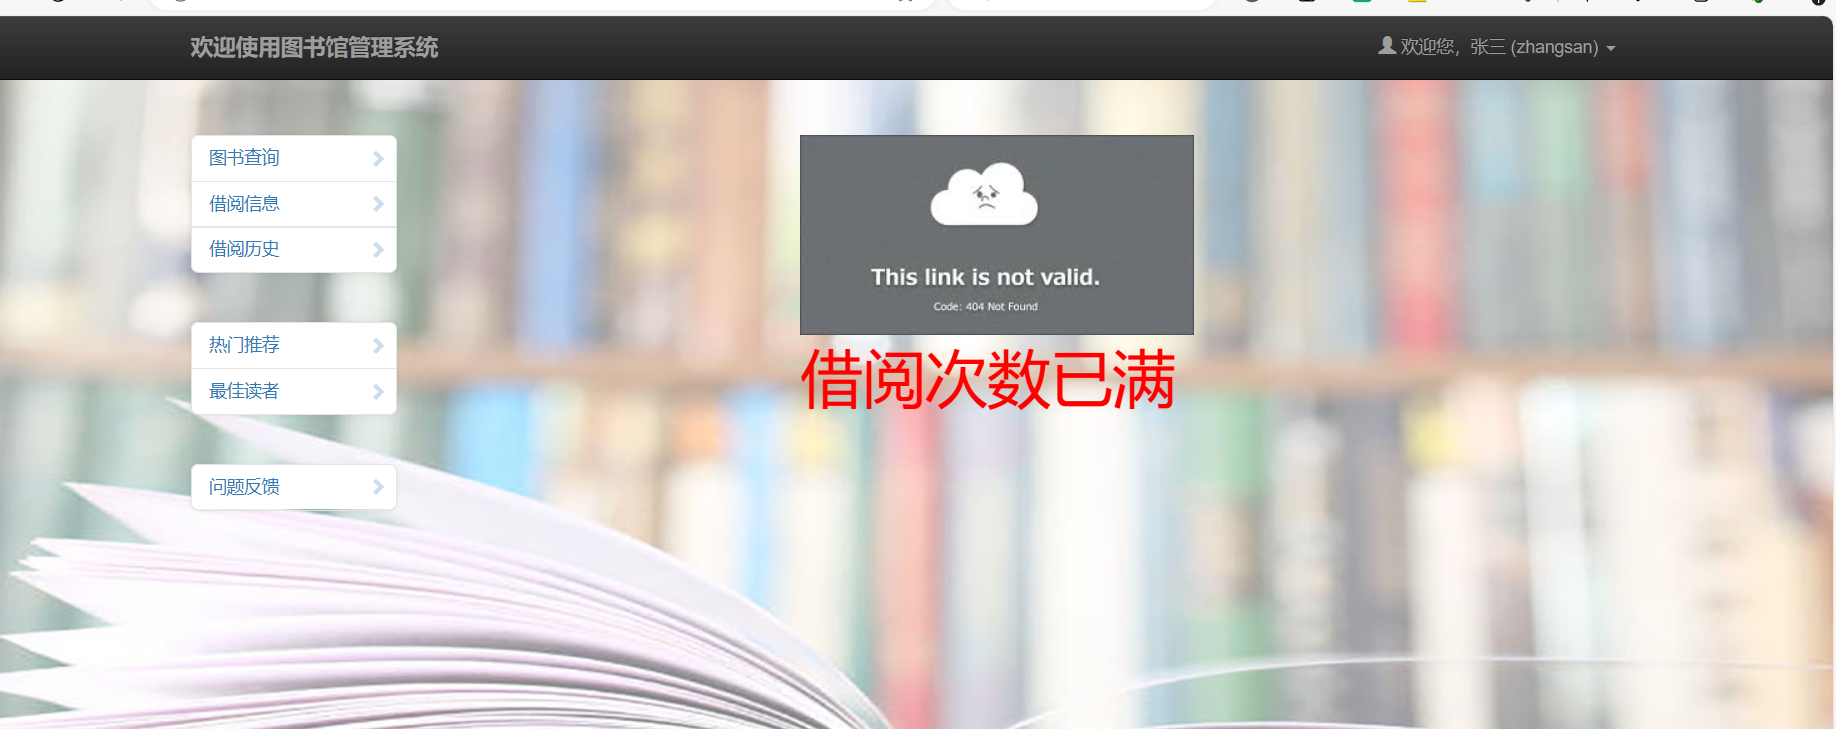 欢迎使用图书馆管理系统
欢迎您，张三 (zhangsan)
图书查询
借阅信息
借阅历史
热门推荐
最佳读者
问题反馈
This link is not valid.
Code: 404 Not Found
借阅次数已满